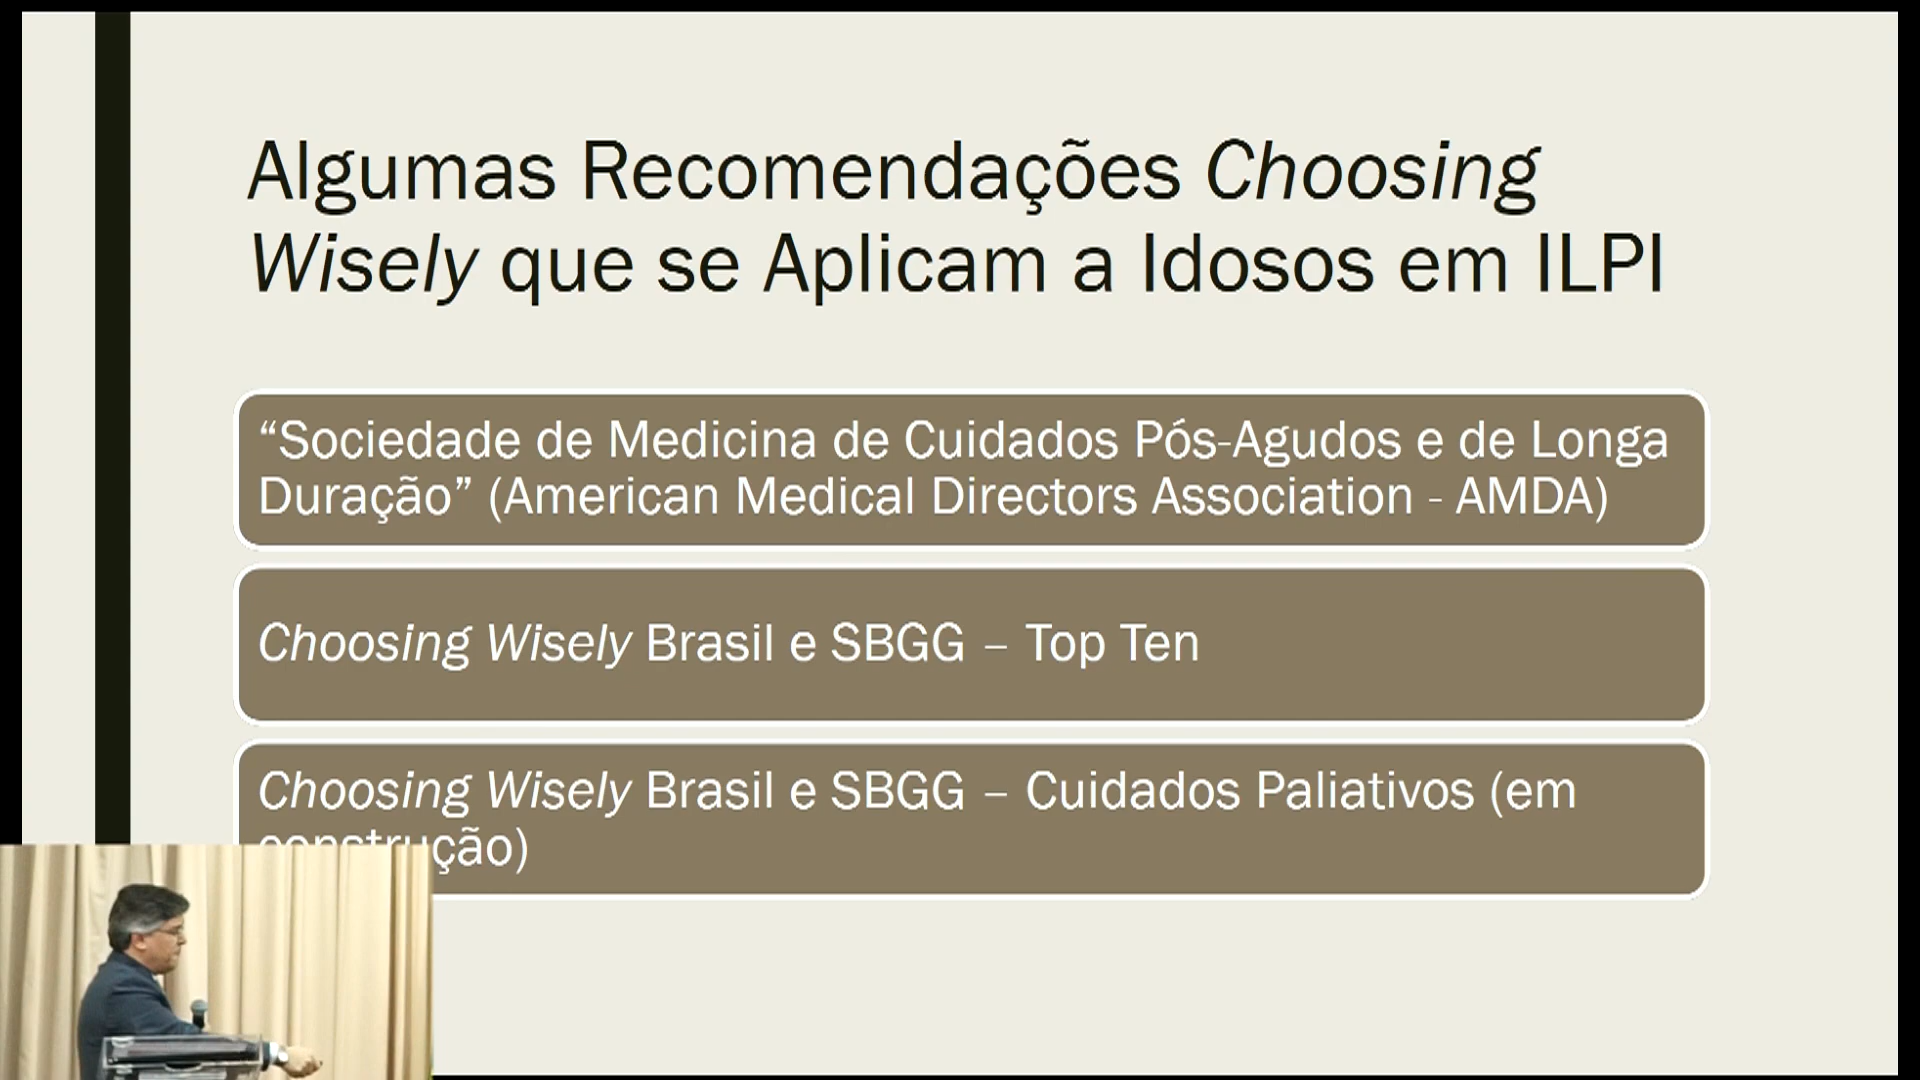 Algumas Recomendações Choosing
Wisely que se Aplicam a Idosos em ILPI
“Sociedade de Medicina de Cuidados Pós-Agudos e de Longa
Duração” (American Medical Directors Association - AMDA)
Choosing Wisely Brasil e SBGG – Top Ten
Choosing Wisely Brasil e SBGG – Cuidados Paliativos (em
construção)